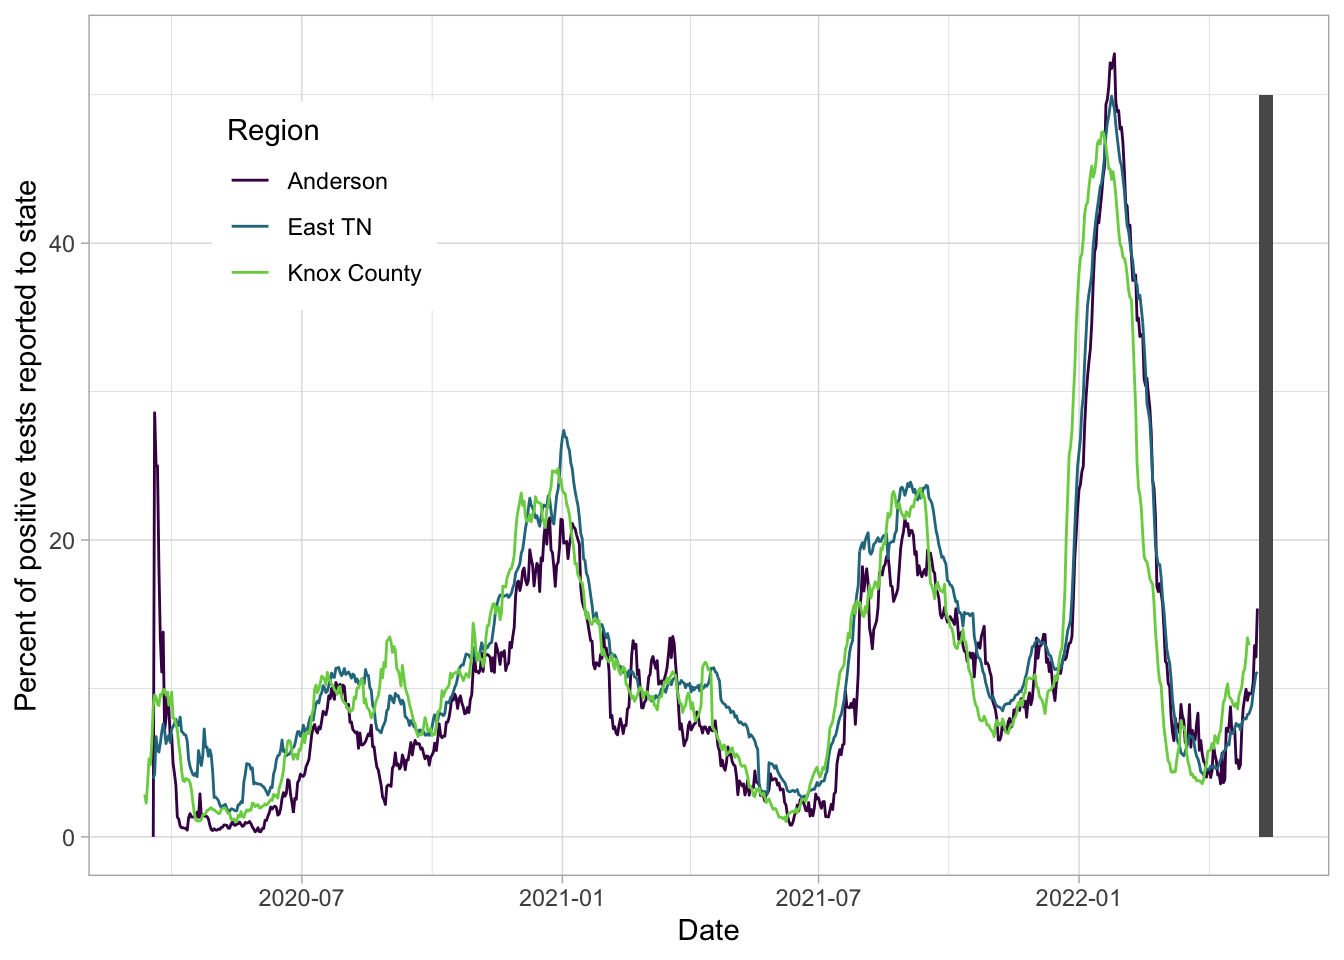 Region
Anderson
East TN
Knox County
Percent of positive tests reported to state
40
20
0
2020-07
2021-01
2021-07
2022-01
Date